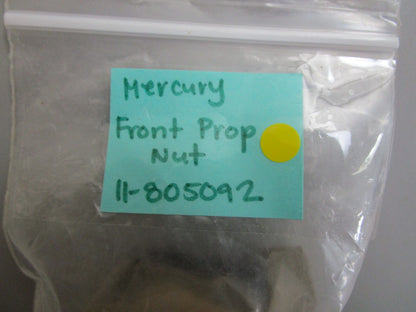 Mercury
Front Prop
Nut
11-805092